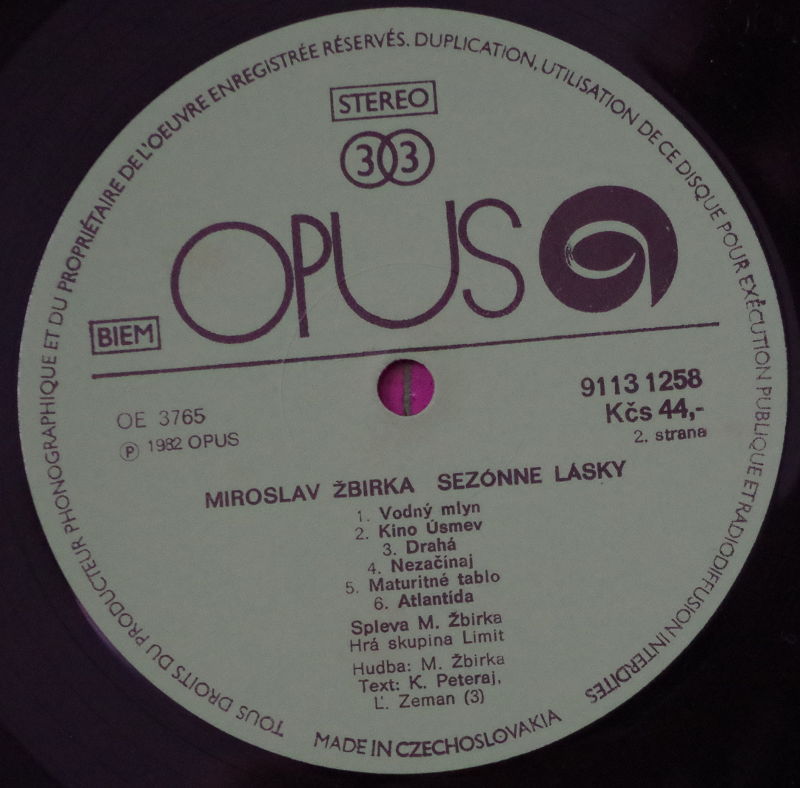 TOUS DROITS DU PRODUCTEUR PHONOGRAPHIQUE ET DU PROPRIÉTAIRE DE L'OEUVRE ENREGISTRÉE RÉSERVÉS. DUPLICATION, UTILISATION DE CE DISQUE POUR EXÉCUTION PUBLIQUE ET RADIODIFFUSION INTERDITES
STEREO
33
OPUS
BIEM
OE 3765
Ⓟ 1982 OPUS
9113 1258
Kčs 44,-
2. strana
MIROSLAV ŽBIRKA SEZÓNNE LÁSKY
1. Vodný mlyn
2. Kino Úsmev
3. Drahá
4. Nezačínaj
5. Maturitné tablo
6. Atlantída
Spieva M. Žbirka
Hrá skupina Limit
Hudba: M. Žbirka
Text: K. Peteraj,
Ľ. Zeman (3)
MADE IN CZECHOSLOVAKIA